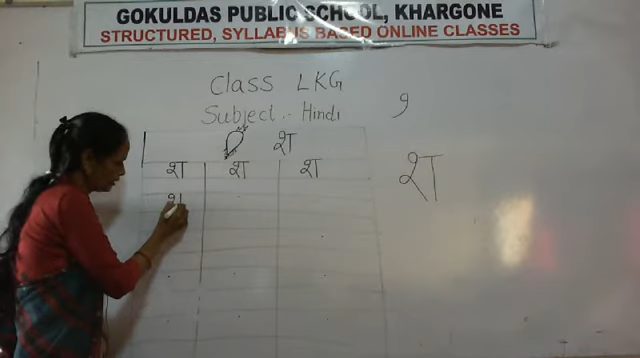 GOKULDAS PUBLIC SCHOOL, KHARGONE
STRUCTURED, SYLLABUS BASED ONLINE CLASSES
Class LKG
Subject :- Hindi
श
श श श
श